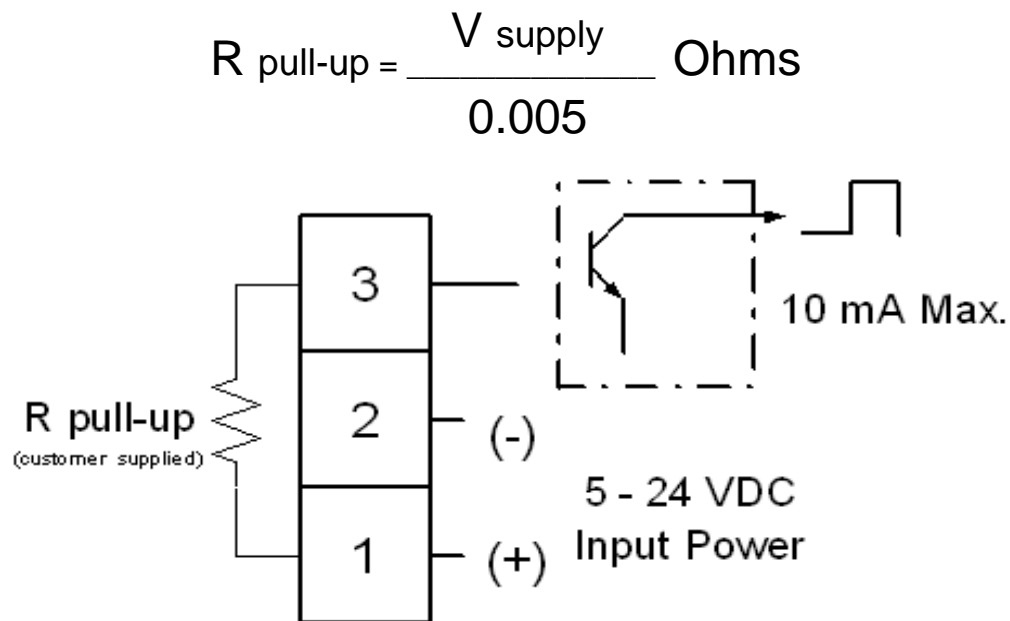 V supply
R pull-up = ____________ Ohms
0.005
3
10 mA Max.
R pull-up
(customer supplied)
2
(-)
5 - 24 VDC
Input Power
1
(+)